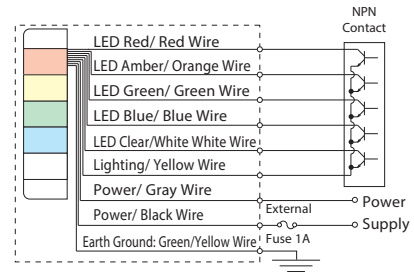 NPN
Contact
LED Red/ Red Wire
LED Amber/ Orange Wire
LED Green/ Green Wire
LED Blue/ Blue Wire
LED Clear/White White Wire
Lighting/ Yellow Wire
Power/ Gray Wire
Power
External
Power/ Black Wire
Supply
Fuse 1A
Earth Ground: Green/Yellow Wire